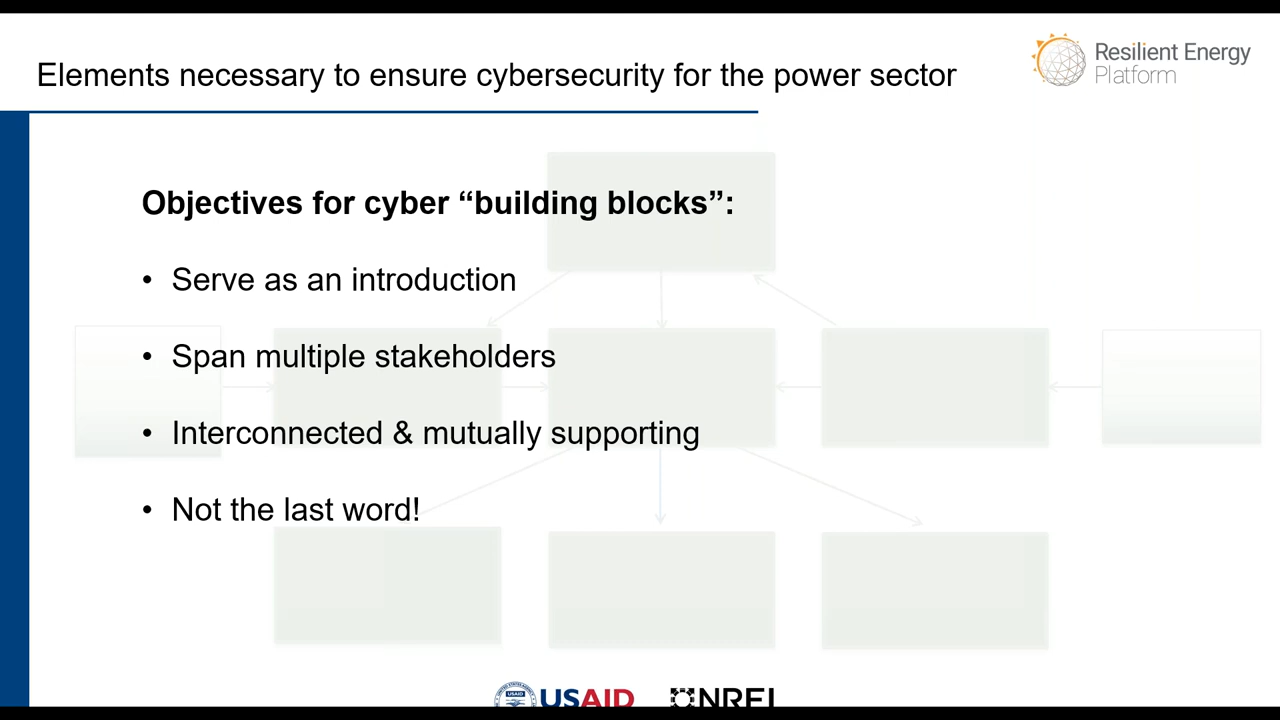 Elements necessary to ensure cybersecurity for the power sector
Resilient Energy
Platform
Objectives for cyber “building blocks”:
• Serve as an introduction
• Span multiple stakeholders
• Interconnected & mutually supporting
• Not the last word!
USAID
USAID
NREL